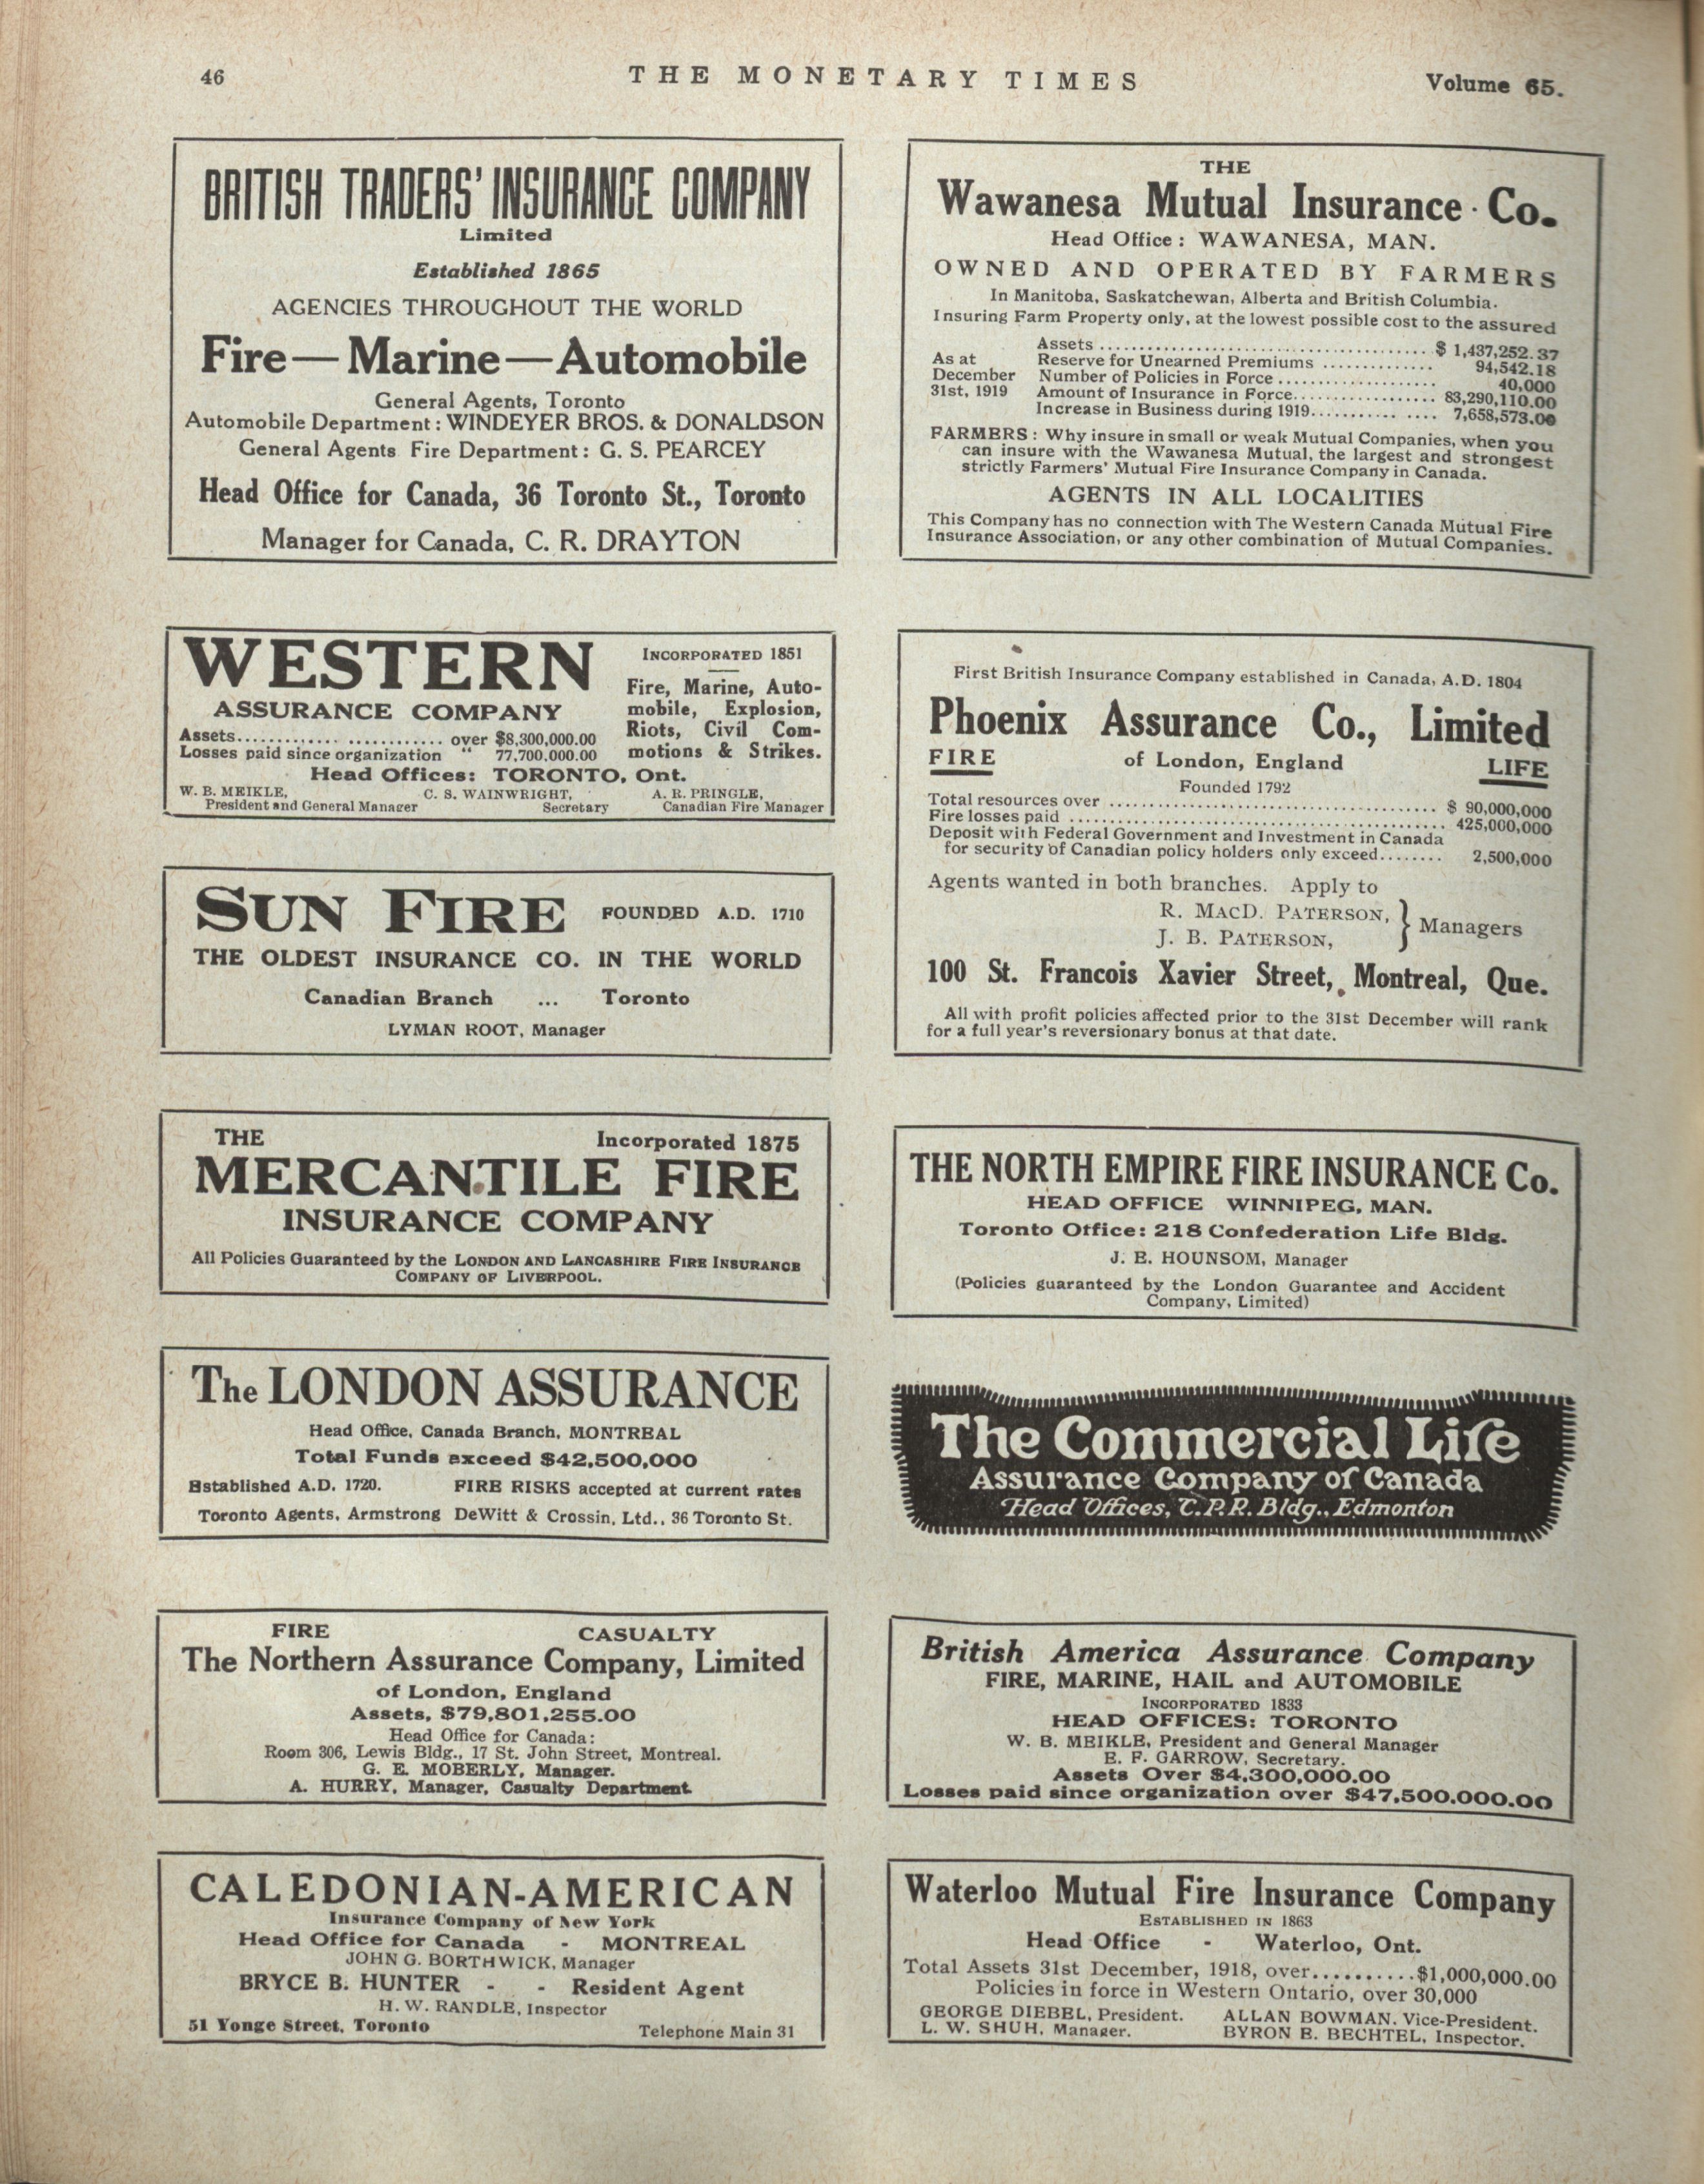 46
THE MONETARY TIMES
Volume 65.
BRITISH TRADERS' INSURANCE COMPANY
Limited
Established 1865
AGENCIES THROUGHOUT THE WORLD
Fire—Marine—Automobile
General Agents, Toronto
Automobile Department: WINDEYER BROS. & DONALDSON
General Agents Fire Department: G. S. PEARCEY
Head Office for Canada, 36 Toronto St., Toronto
Manager for Canada, C. R. DRAYTON
WESTERN
ASSURANCE COMPANY
INCORPORATED 1851
Fire, Marine, Auto-
mobile, Explosion,
Riots, Civil Com-
motions & Strikes.
Assets............ ............ over $8,300,000.00
Losses paid since organization " 77,700,000.00
Head Offices: TORONTO, Ont.
W. B. MEIKLE, C. S. WAINWRIGHT, A. R. PRINGLE,
President and General Manager Secretary Canadian Fire Manager
SUN FIRE FOUNDED A.D. 1710
THE OLDEST INSURANCE CO. IN THE WORLD
Canadian Branch ... Toronto
LYMAN ROOT, Manager
THE Incorporated 1875
MERCANTILE FIRE
INSURANCE COMPANY
All Policies Guaranteed by the LONDON AND LANCASHIRE FIRE INSURANCE
COMPANY OF LIVERPOOL.
The LONDON ASSURANCE
Head Office, Canada Branch, MONTREAL
Total Funds exceed $42,500,000
Established A.D. 1720. FIRE RISKS accepted at current rates
Toronto Agents, Armstrong DeWitt & Crossin, Ltd., 36 Toronto St.
FIRE CASUALTY
The Northern Assurance Company, Limited
of London, England
Assets, $79,801,255.00
Head Office for Canada:
Room 306, Lewis Bldg., 17 St. John Street, Montreal.
G. E. MOBERLY, Manager.
A. HURRY, Manager, Casualty Department
CALEDONIAN-AMERICAN
Insurance Company of New York
Head Office for Canada - MONTREAL
JOHN G. BORTHWICK, Manager
BRYCE B. HUNTER - - Resident Agent
H. W. RANDLE, Inspector
51 Yonge Street, Toronto Telephone Main 31
THE
Wawanesa Mutual Insurance Co.
Head Office: WAWANESA, MAN.
OWNED AND OPERATED BY FARMERS
In Manitoba, Saskatchewan, Alberta and British Columbia.
Insuring Farm Property only, at the lowest possible cost to the assured
As at
December
31st, 1919
Assets ........................................ $ 1,437,252.37
Reserve for Unearned Premiums .............. 94,542.18
Number of Policies in Force .................... 40,000
Amount of Insurance in Force.................. 83,290,110.00
Increase in Business during 1919........... .... 7,658,573.00
FARMERS: Why insure in small or weak Mutual Companies, when you
can insure with the Wawanesa Mutual, the largest and strongest
strictly Farmers' Mutual Fire Insurance Company in Canada.
AGENTS IN ALL LOCALITIES
This Company has no connection with The Western Canada Mutual Fire
Insurance Association, or any other combination of Mutual Companies.
First British Insurance Company established in Canada, A.D. 1804
Phoenix Assurance Co., Limited
FIRE of London, England LIFE
Founded 1792
Total resources over ........................................ $ 90,000,000
Fire losses paid ............................................. 425,000,000
Deposit with Federal Government and Investment in Canada
for security of Canadian policy holders only exceed........ 2,500,000
Agents wanted in both branches. Apply to
R. MACD. PATERSON,
J. B. PATERSON,
} Managers
100 St. Francois Xavier Street, Montreal, Que.
All with profit policies affected prior to the 31st December will rank
for a full year's reversionary bonus at that date.
THE NORTH EMPIRE FIRE INSURANCE Co.
HEAD OFFICE WINNIPEG, MAN.
Toronto Office: 218 Confederation Life Bldg.
J. E. HOUNSOM, Manager
(Policies guaranteed by the London Guarantee and Accident
Company, Limited)
The Commercial Life
Assurance Company of Canada
Head Offices, C.P.R. Bldg., Edmonton
British America Assurance Company
FIRE, MARINE, HAIL and AUTOMOBILE
INCORPORATED 1833
HEAD OFFICES: TORONTO
W. B. MEIKLE, President and General Manager
E. F. GARROW, Secretary.
Assets Over $4,300,000.00
Losses paid since organization over $47,500,000.00
Waterloo Mutual Fire Insurance Company
ESTABLISHED IN 1863
Head Office - Waterloo, Ont.
Total Assets 31st December, 1918, over..........$1,000,000.00
Policies in force in Western Ontario, over 30,000
GEORGE DIEBEL, President. ALLAN BOWMAN, Vice-President.
L. W. SHUH, Manager. BYRON E. BECHTEL, Inspector.